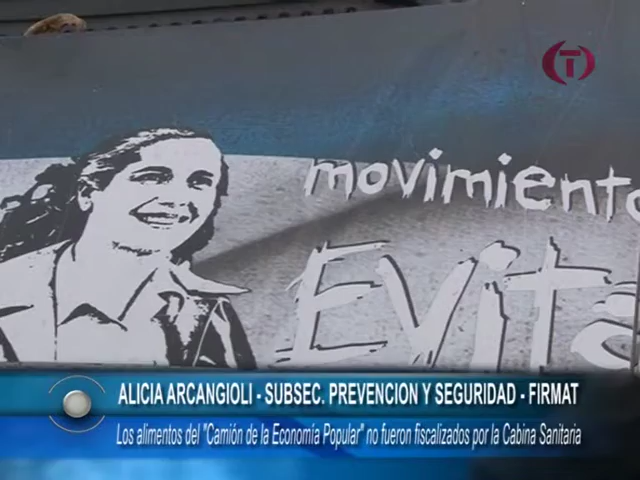 T
movimiento
Evita
ALICIA ARCANGIOLI - SUBSEC. PREVENCION Y SEGURIDAD - FIRMAT
Los alimentos del "Camión de la Economía Popular" no fueron fiscalizados por la Cabina Sanitaria